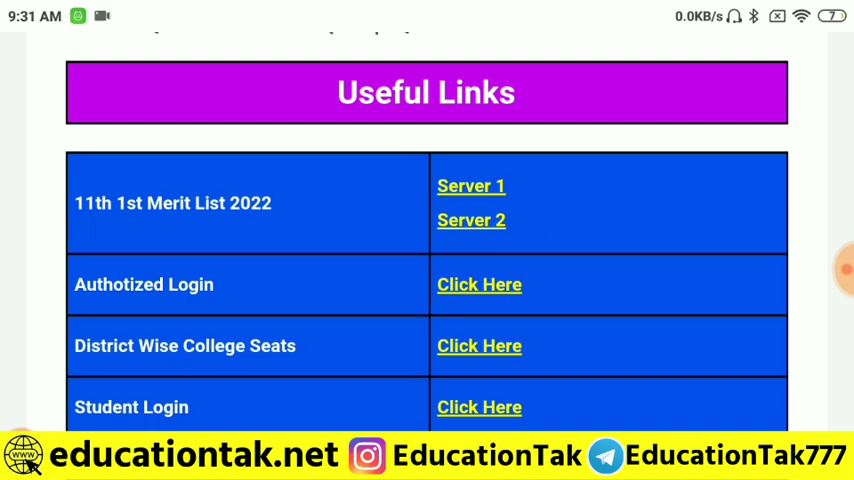 9:31 AM
0.0KB/s
7
Useful Links
11th 1st Merit List 2022
Server 1
Server 2
Authotized Login
Click Here
District Wise College Seats
Click Here
Student Login
Click Here
www educationtak.net EducationTak EducationTak777